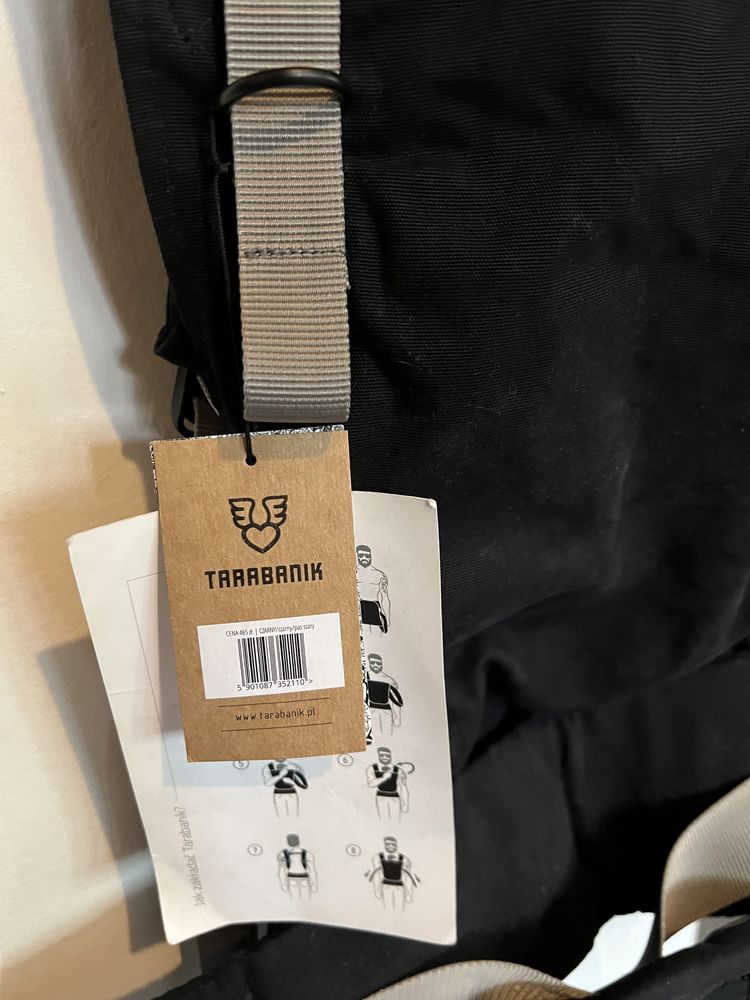 TARABANIK
CENA 465 zł | CZARNY/czarny/pas szary
5 901087 352110 >
www.tarabanik.pl
5
6
7
8
Jak zakładać Tarabanik?